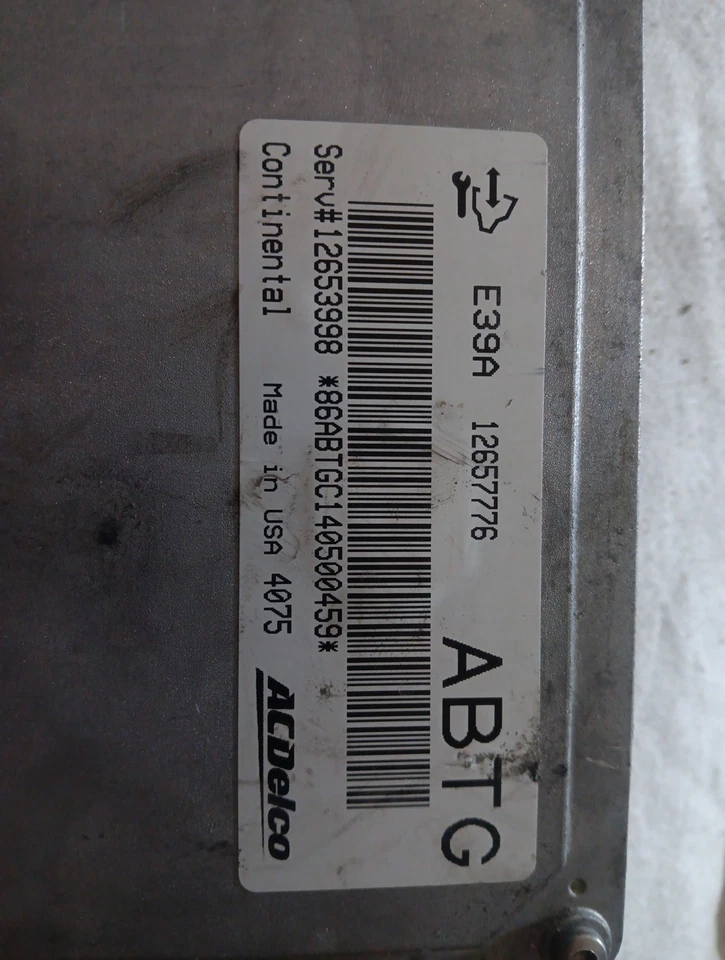 E39A 12657776 ABTG
Serv#12653998 *86ABTGC140500459*
Continental Made in USA 4075 ACDelco